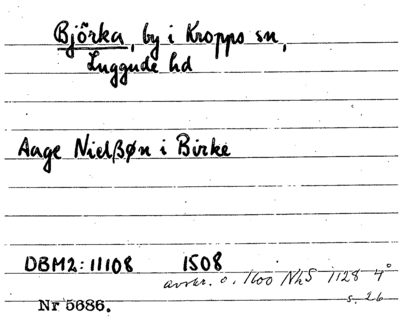 Björka, by i Kropps sn,
Luggude hd
Aage Nielßøn i Birke
DBM2:11108 1508
avskr. o. 1600 NkS 1128 4°
s. 26
Nr 5686.